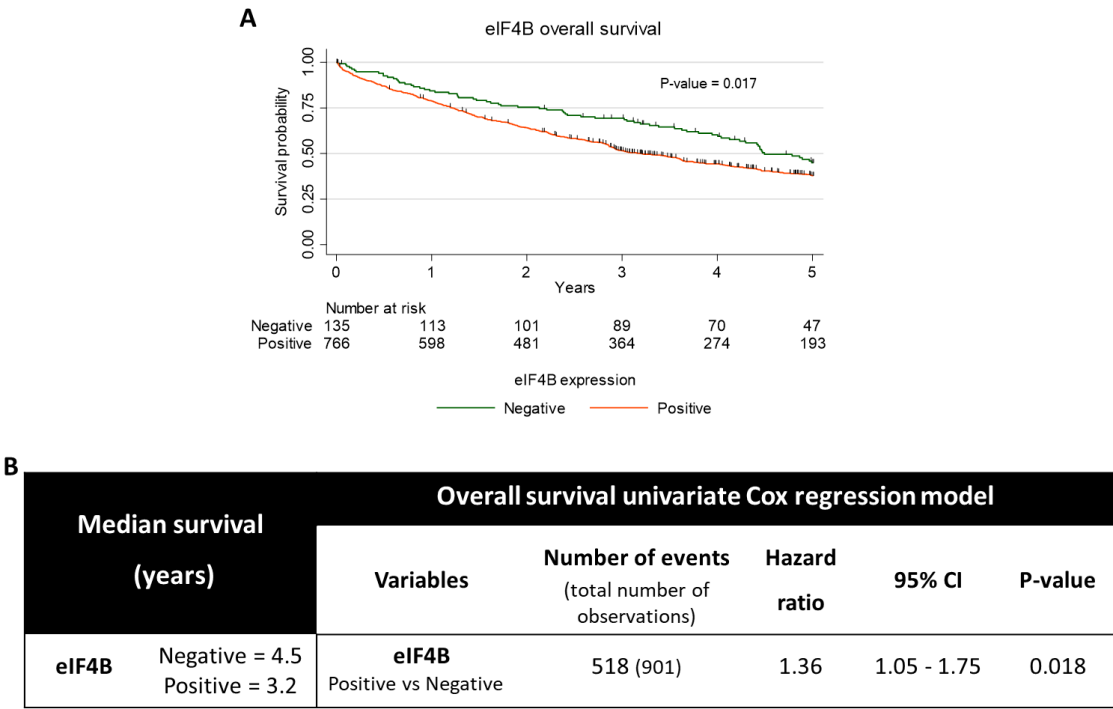 A
eIF4B overall survival
P-value = 0.017
Survival probability
1.00
0.75
0.50
0.25
0.00
0 1 2 3 4 5
Years
Number at risk
Negative 135 113 101 89 70 47
Positive 766 598 481 364 274 193
eIF4B expression
Negative Positive
B
Median survival
(years)
Overall survival univariate Cox regression model
Variables
Number of events
(total number of
observations)
Hazard
ratio
95% CI
P-value
eIF4B
Negative = 4.5
Positive = 3.2
eIF4B
Positive vs Negative
518 (901)
1.36
1.05 - 1.75
0.018